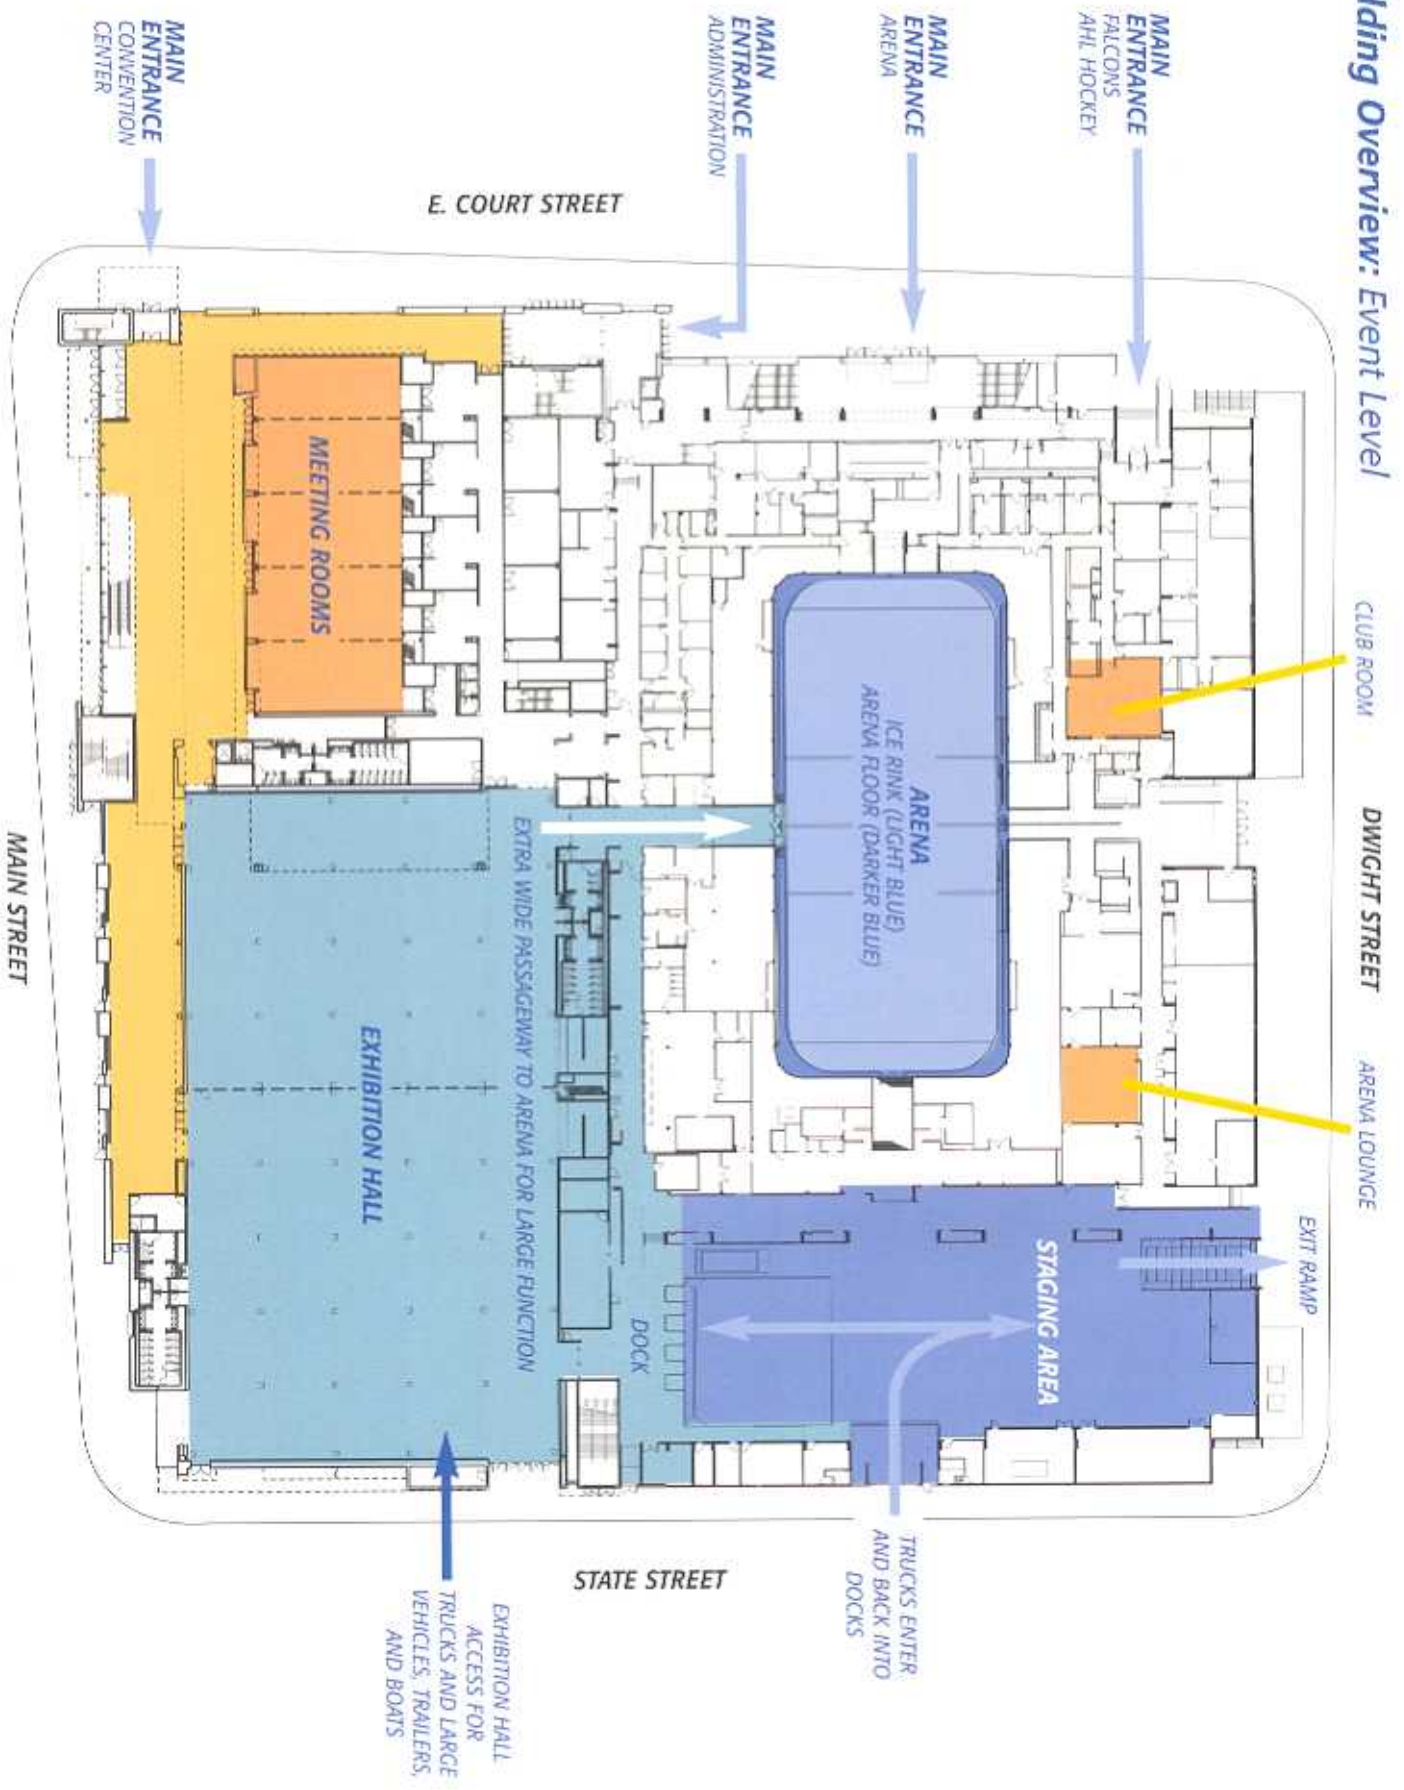 lding Overview: Event Level
MAIN
ENTRANCE
FALCONS
AHL HOCKEY
MAIN
ENTRANCE
ARENA
MAIN
ENTRANCE
ADMINISTRATION
MAIN
ENTRANCE
CONVENTION
CENTER
E. COURT STREET
CLUB ROOM
DWIGHT STREET
ARENA LOUNGE
EXIT RAMP
MEETING ROOMS
ARENA
ICE RINK (LIGHT BLUE)
ARENA FLOOR (DARKER BLUE)
EXTRA WIDE PASSAGEWAY TO ARENA FOR LARGE FUNCTION
EXHIBITION HALL
DOCK
STAGING AREA
MAIN STREET
STATE STREET
TRUCKS ENTER
AND BACK INTO
DOCKS
EXHIBITION HALL
ACCESS FOR
TRUCKS AND LARGE
VEHICLES, TRAILERS,
AND BOATS